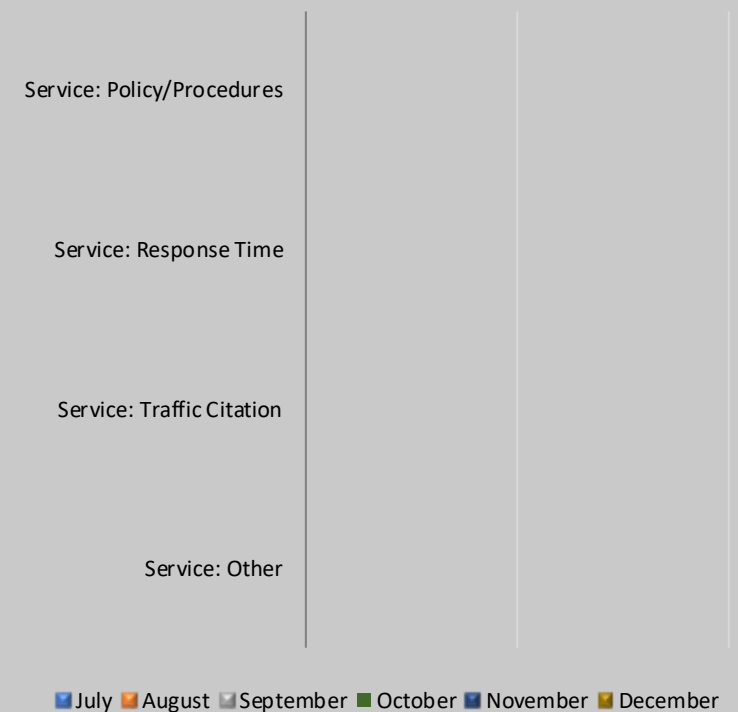 Service: Policy/Procedures
Service: Response Time
Service: Traffic Citation
Service: Other
July August September October November December